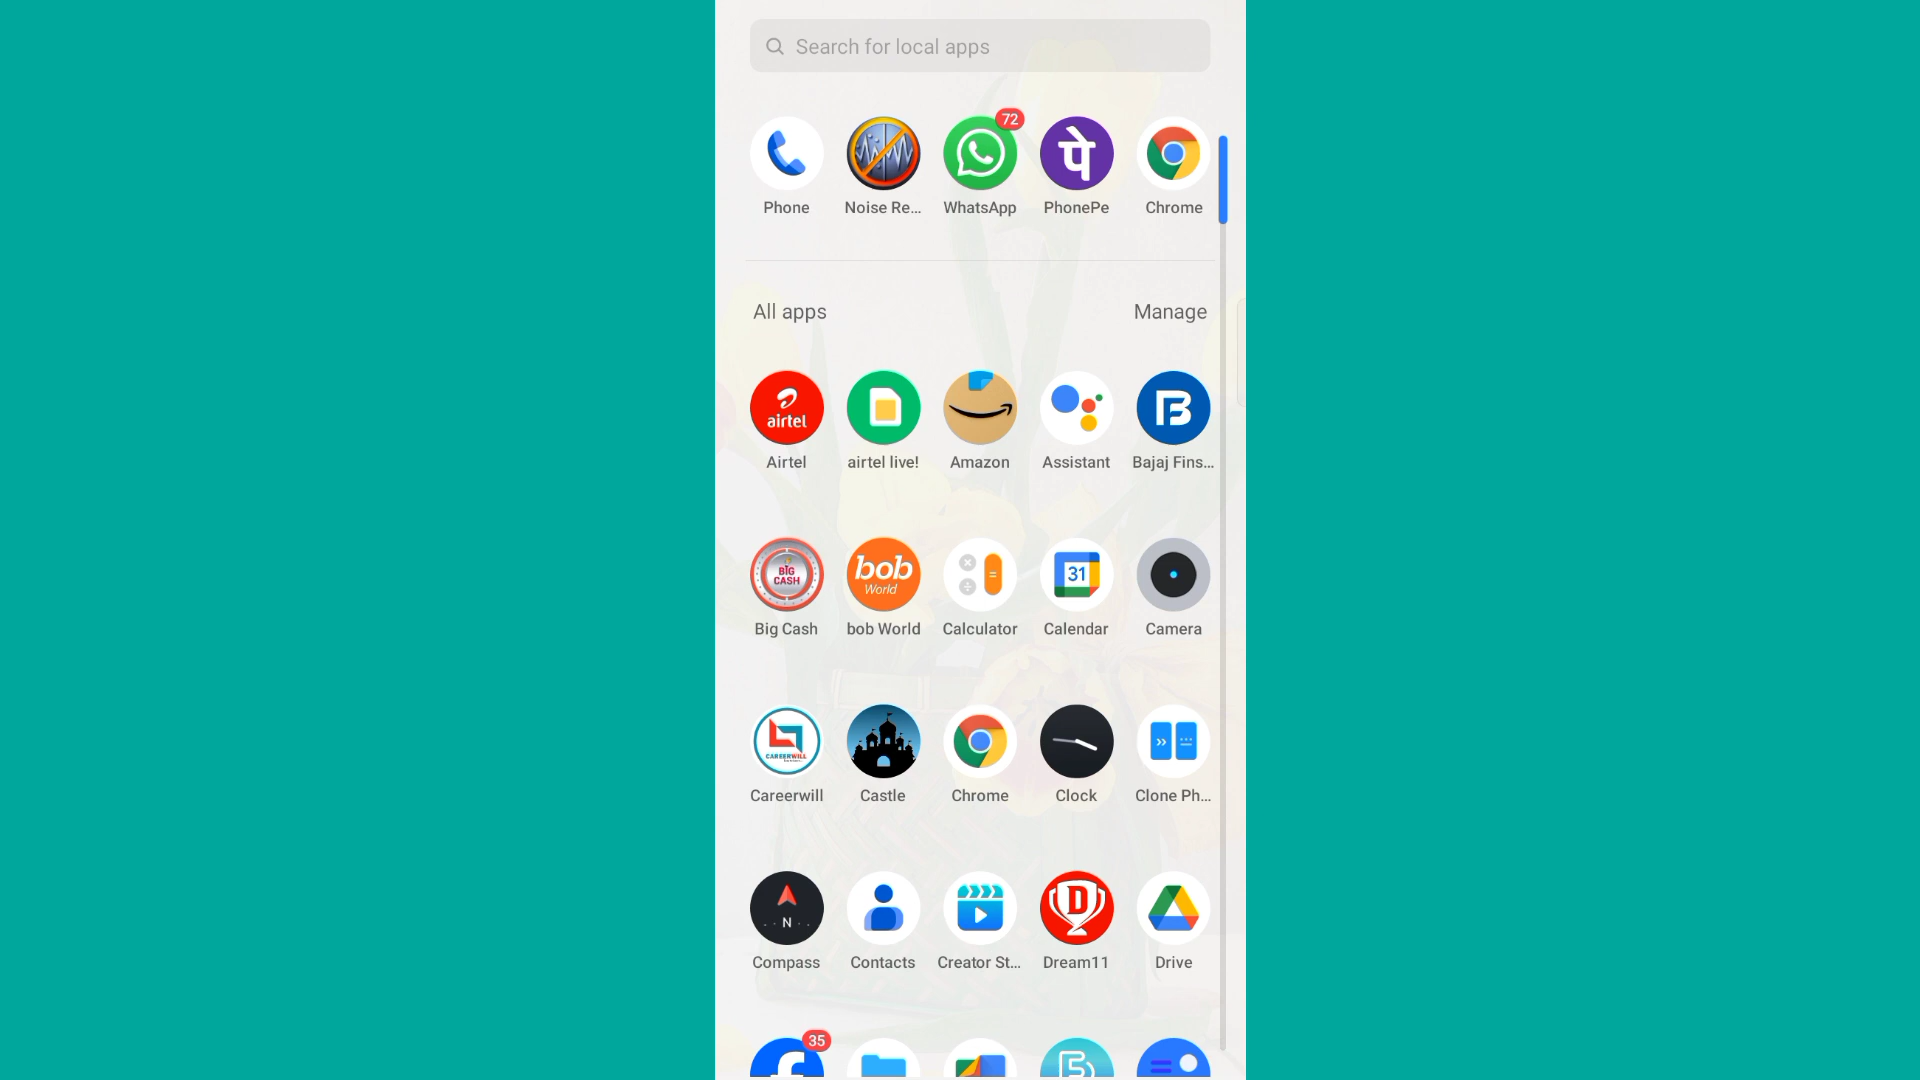 Search for local apps
72
पे
Phone
Noise Re...
WhatsApp
PhonePe
Chrome
All apps
Manage
airtel
B
Airtel
airtel live!
Amazon
Assistant
Bajaj Fins...
BIG
CASH
bob
World
31
Big Cash
bob World
Calculator
Calendar
Camera
CAREERWILL
Careerwill
Castle
Chrome
Clock
Clone Ph...
N
D
Compass
Contacts
Creator St...
Dream11
Drive
35
f